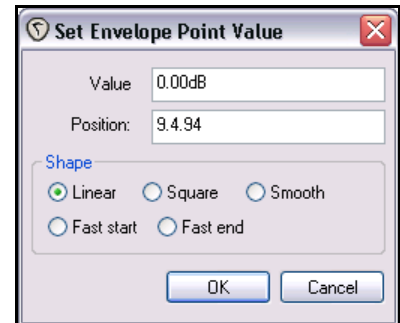 Set Envelope Point Value
Value 0.00dB
Position: 9.4.94
Shape
Linear Square Smooth
Fast start Fast end
OK Cancel